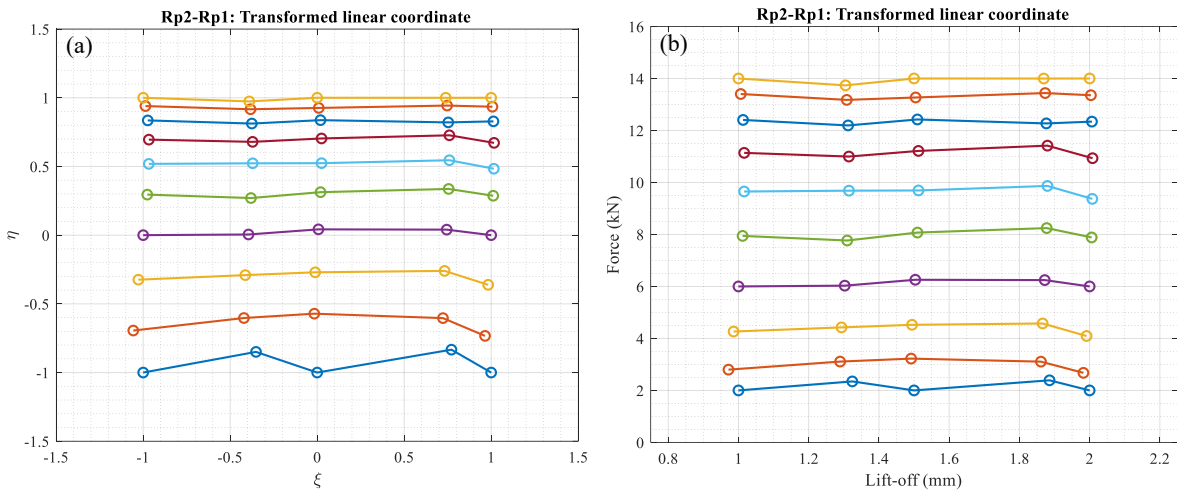 Rp2-Rp1: Transformed linear coordinate
(a)
1.5
1
0.5
0
-0.5
-1
-1.5
η
-1.5 -1 -0.5 0 0.5 1 1.5
ξ
Rp2-Rp1: Transformed linear coordinate
(b)
16
14
12
10
8
6
4
2
0
Force (kN)
0.8 1 1.2 1.4 1.6 1.8 2 2.2
Lift-off (mm)